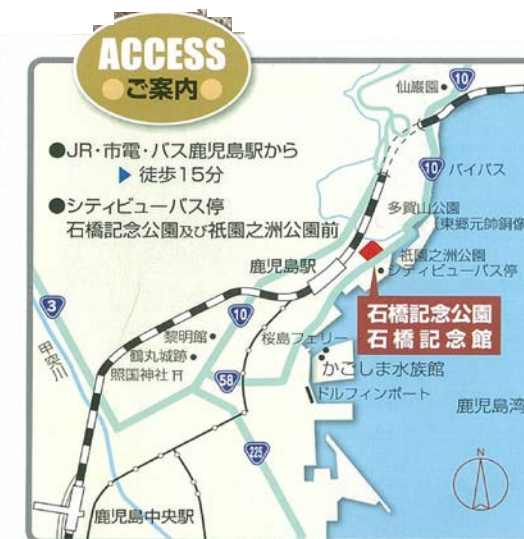 ACCESS
●ご案内●
●JR・市電・バス鹿児島駅から
▶ 徒歩15分
●シティビューバス停
石橋記念公園及び祇園之洲公園前
仙巌園
10
10 バイパス
多賀山公園
(東郷元帥銅像
祇園之洲公園
シティビューバス停
鹿児島駅
石橋記念公園
石橋記念館
3
甲突川
10
黎明館
鶴丸城跡
照国神社
58
桜島フェリー
かごしま水族館
ドルフィンポート
鹿児島湾
225
N
鹿児島中央駅